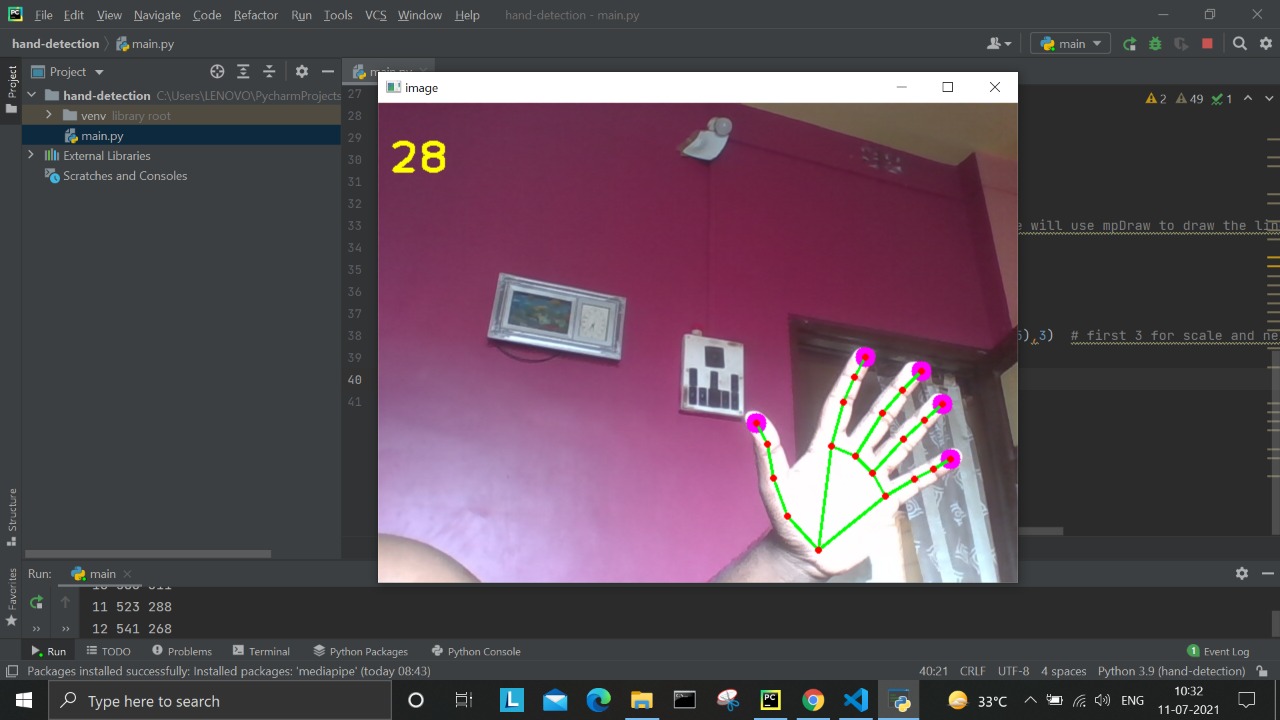 PC File Edit View Navigate Code Refactor Run Tools VCS Window Help hand-detection - main.py
hand-detection main.py main
Project main.py
Project
hand-detection C:\Users\LENOVO\PycharmProjects
venv library root
main.py
External Libraries
Scratches and Consoles
27
28
29
30
31
32
33
34
35
36
37
38
39
40
41
2 49 1
image
28
will use mpDraw to draw the lin
,3) # first 3 for scale and ne
Structure
Favorites
Run: main
11 523 288
12 541 268
Run TODO Problems Terminal Python Packages Python Console 1 Event Log
Packages installed successfully: Installed packages: 'mediapipe' (today 08:43) 40:21 CRLF UTF-8 4 spaces Python 3.9 (hand-detection)
Type here to search L PC 33°C ENG 10:32
11-07-2021